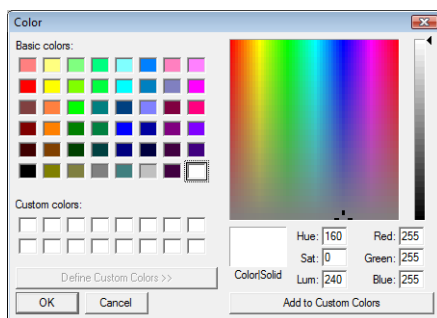 Color
Basic colors:
Custom colors:
Define Custom Colors >>
OK Cancel
Color|Solid
Hue: 160 Red: 255
Sat: 0 Green: 255
Lum: 240 Blue: 255
Add to Custom Colors